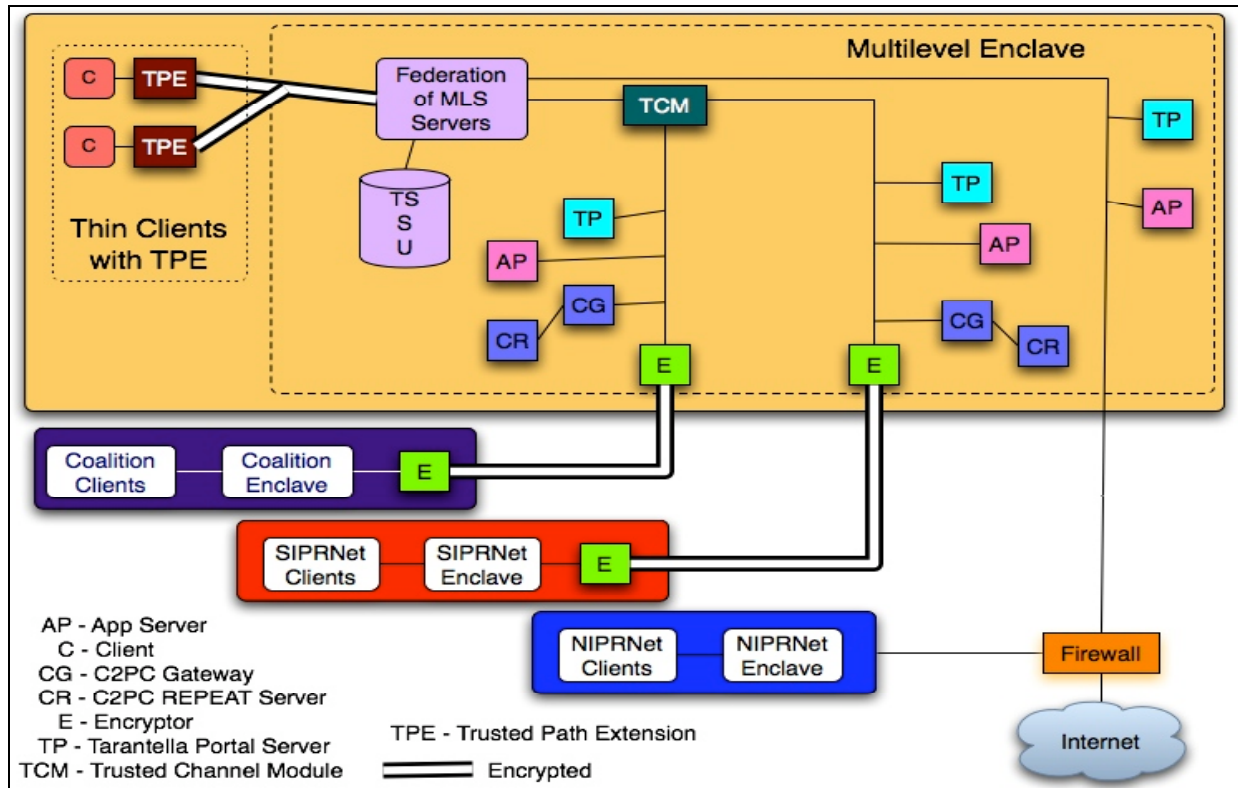 Multilevel Enclave
C
TPE
Federation
of MLS
Servers
TCM
TP
C
TPE
TS
S
U
TP
TP
AP
Thin Clients
with TPE
AP
AP
CG
CG
CR
CR
E
E
Coalition
Clients
Coalition
Enclave
E
SIPRNet
Clients
SIPRNet
Enclave
E
NIPRNet
Clients
NIPRNet
Enclave
Firewall
Internet
AP - App Server
C - Client
CG - C2PC Gateway
CR - C2PC REPEAT Server
E - Encryptor
TP - Tarantella Portal Server
TCM - Trusted Channel Module
TPE - Trusted Path Extension
Encrypted